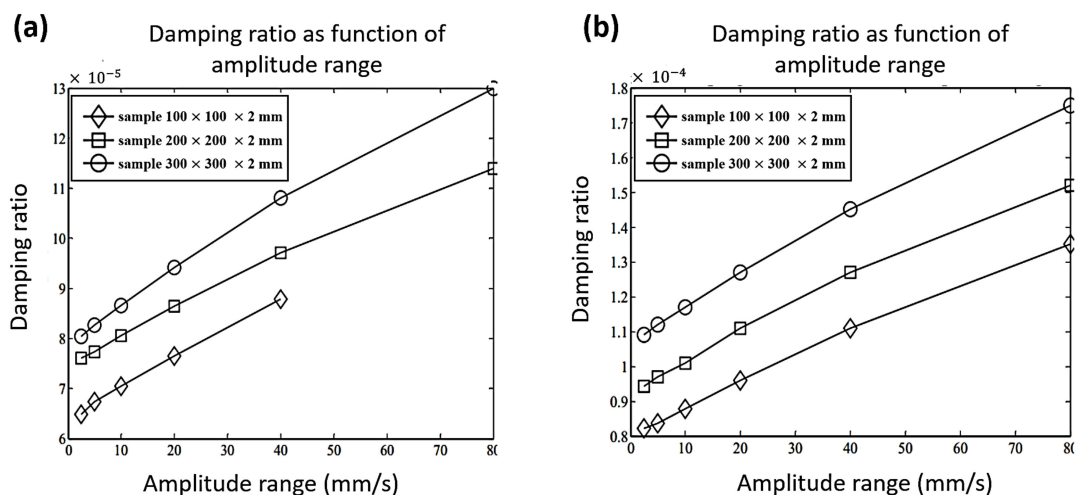 (a)
Damping ratio as function of
amplitude range
× 10⁻⁵
13
12
11
10
9
8
7
6
sample 100 × 100 × 2 mm
sample 200 × 200 × 2 mm
sample 300 × 300 × 2 mm
Damping ratio
0 10 20 30 40 50 60 70 80
Amplitude range (mm/s)
(b)
Damping ratio as function of
amplitude range
× 10⁻⁴
1.8
1.7
1.6
1.5
1.4
1.3
1.2
1.1
1
0.9
0.8
sample 100 × 100 × 2 mm
sample 200 × 200 × 2 mm
sample 300 × 300 × 2 mm
Damping ratio
0 10 20 30 40 50 60 70 80
Amplitude range (mm/s)